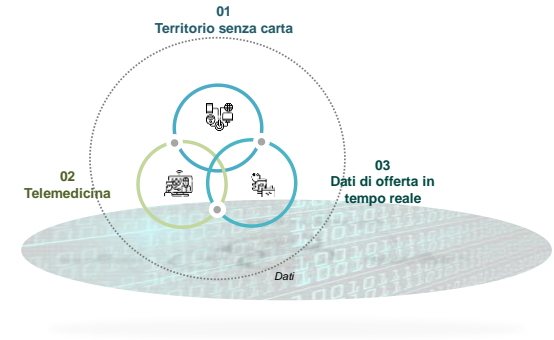 01
Territorio senza carta
02
Telemedicina
03
Dati di offerta in
tempo reale
Dati